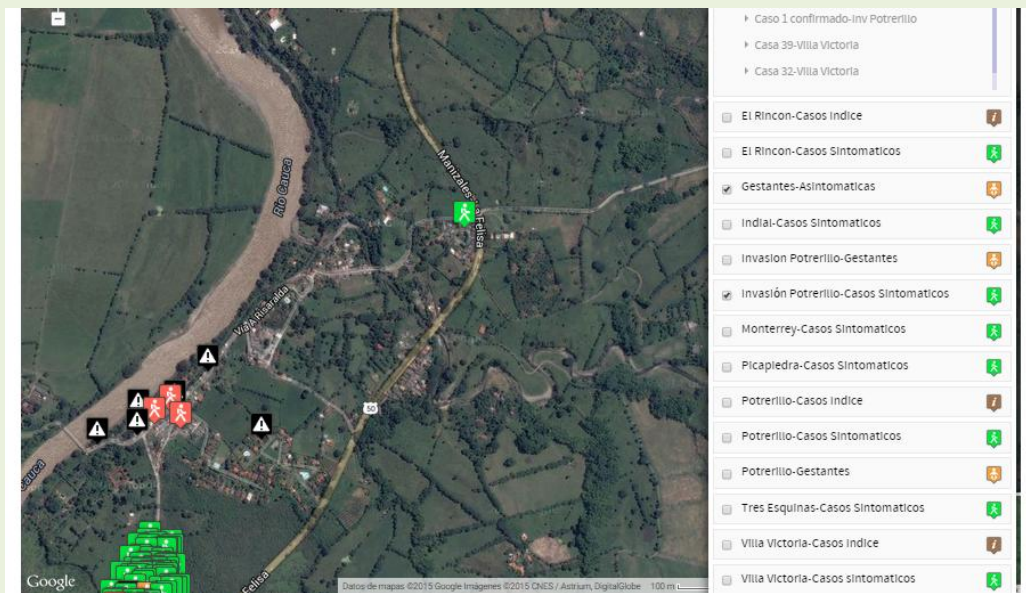 Caso 1 confirmado-Inv Potrerillo
Casa 39-Villa Victoria
Casa 32-Villa Victoria
El Rincon-Casos Indice
El Rincon-Casos Sintomaticos
Gestantes-Asintomaticas
Indial-Casos Sintomaticos
Invasion Potrerillo-Gestantes
Invasión Potrerillo-Casos Sintomaticos
Monterrey-Casos Sintomaticos
Picapiedra-Casos Sintomaticos
Potrerillo-Casos Indice
Potrerillo-Casos Sintomaticos
Potrerillo-Gestantes
Tres Esquinas-Casos Sintomaticos
Villa Victoria-Casos Indice
Villa Victoria-Casos sintomaticos
Río Cauca
Manizales
Felisa
Vía A Risaralda
50
Cauca
Felisa
Google
Datos de mapas ©2015 Google Imágenes ©2015 CNES / Astrium, DigitalGlobe
100 m